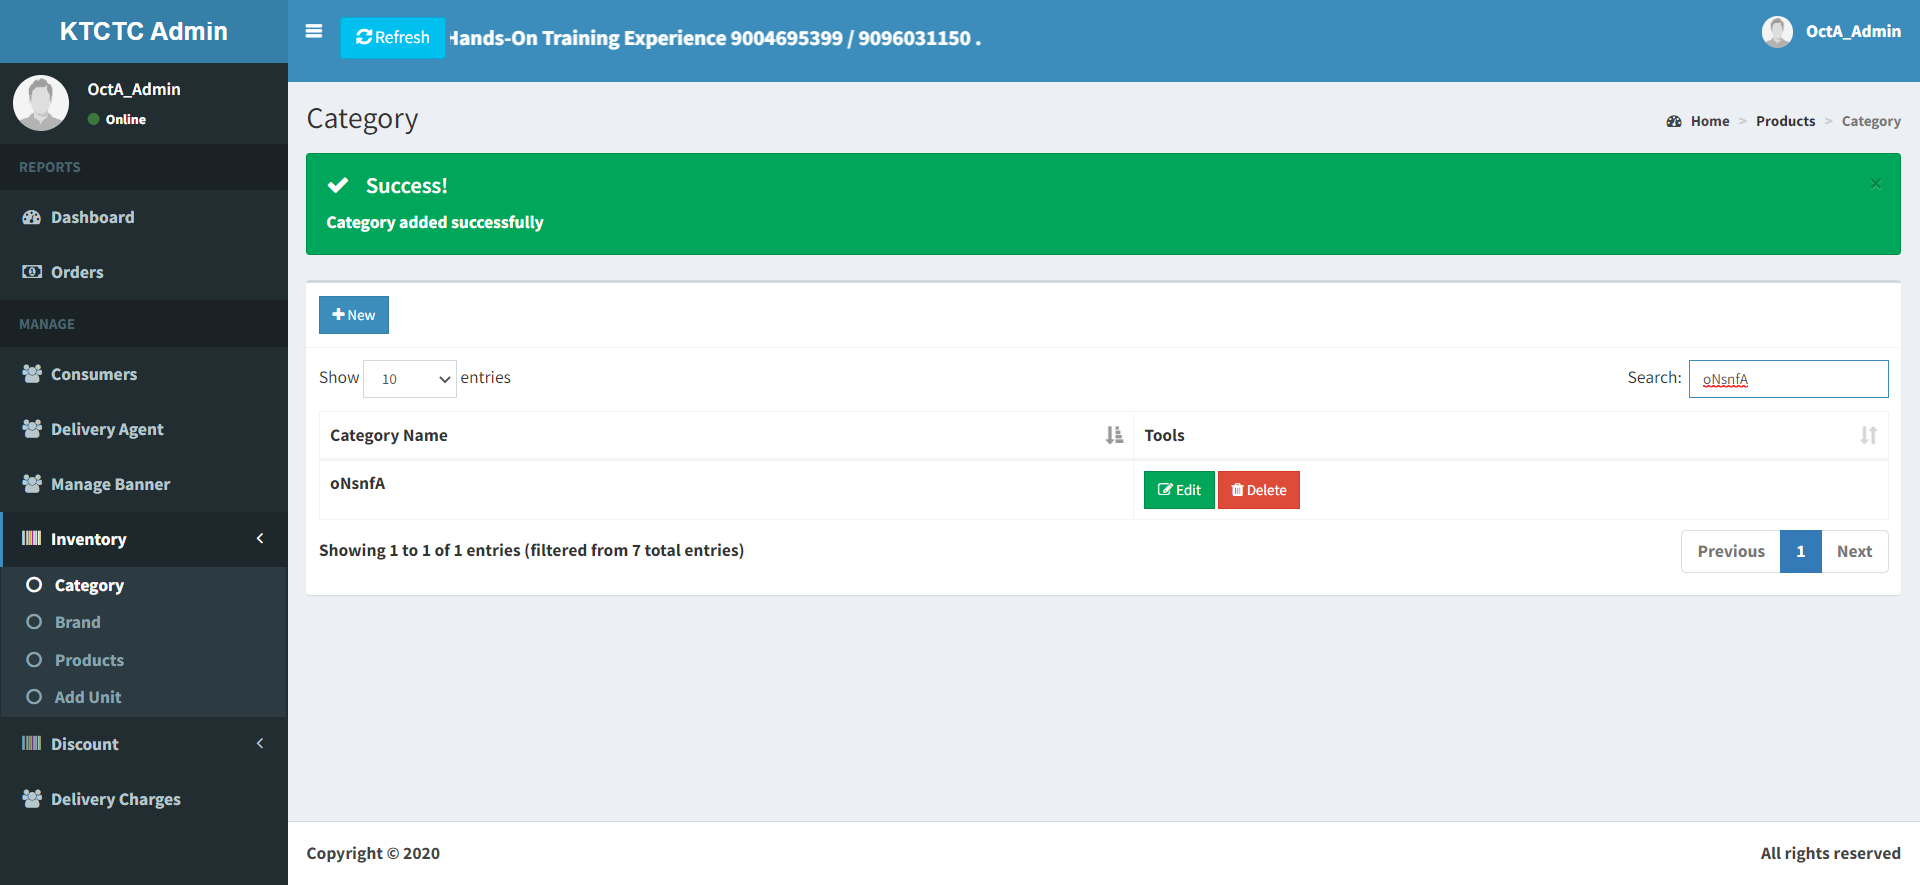 KTCTC Admin
Refresh
Hands-On Training Experience 9004695399 / 9096031150 .
OctA_Admin
OctA_Admin
Online
REPORTS
Dashboard
Orders
MANAGE
Consumers
Delivery Agent
Manage Banner
Inventory
Category
Brand
Products
Add Unit
Discount
Delivery Charges
Category
Home > Products > Category
Success!
×
Category added successfully
New
Show 10 entries
Search: oNsnfA
Category Name Tools
oNsnfA Edit Delete
Showing 1 to 1 of 1 entries (filtered from 7 total entries)
Previous 1 Next
Copyright © 2020
All rights reserved